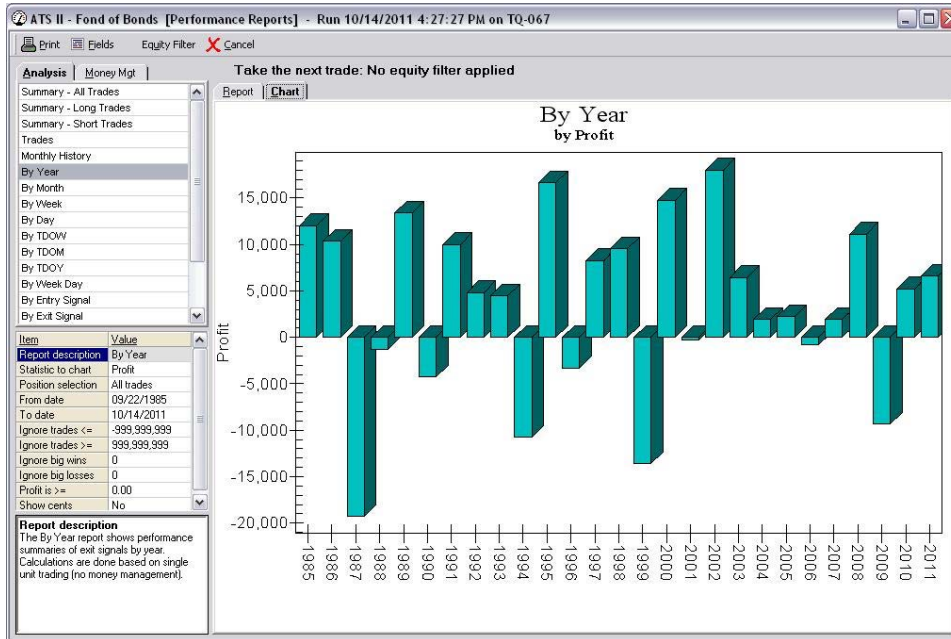 ATS II - Fond of Bonds [Performance Reports] - Run 10/14/2011 4:27:27 PM on TQ-067
Print Fields Equity Filter Cancel
Analysis Money Mgt
Take the next trade: No equity filter applied
Summary - All Trades
Summary - Long Trades
Summary - Short Trades
Trades
Monthly History
By Year
By Month
By Week
By Day
By TDOW
By TDOM
By TDOY
By Week Day
By Entry Signal
By Exit Signal
Item Value
Report description By Year
Statistic to chart Profit
Position selection All trades
From date 09/22/1985
To date 10/14/2011
Ignore trades <= -999,999,999
Ignore trades >= 999,999,999
Ignore big wins 0
Ignore big losses 0
Profit is >= 0.00
Show cents No
Report description
The By Year report shows performance
summaries of exit signals by year.
Calculations are done based on single
unit trading (no money management).
Report Chart
By Year
by Profit
Profit
15,000
10,000
5,000
0
-5,000
-10,000
-15,000
-20,000
1985 1986 1987 1988 1989 1990 1991 1992 1993 1994 1995 1996 1997 1998 1999 2000 2001 2002 2003 2004 2005 2006 2007 2008 2009 2010 2011